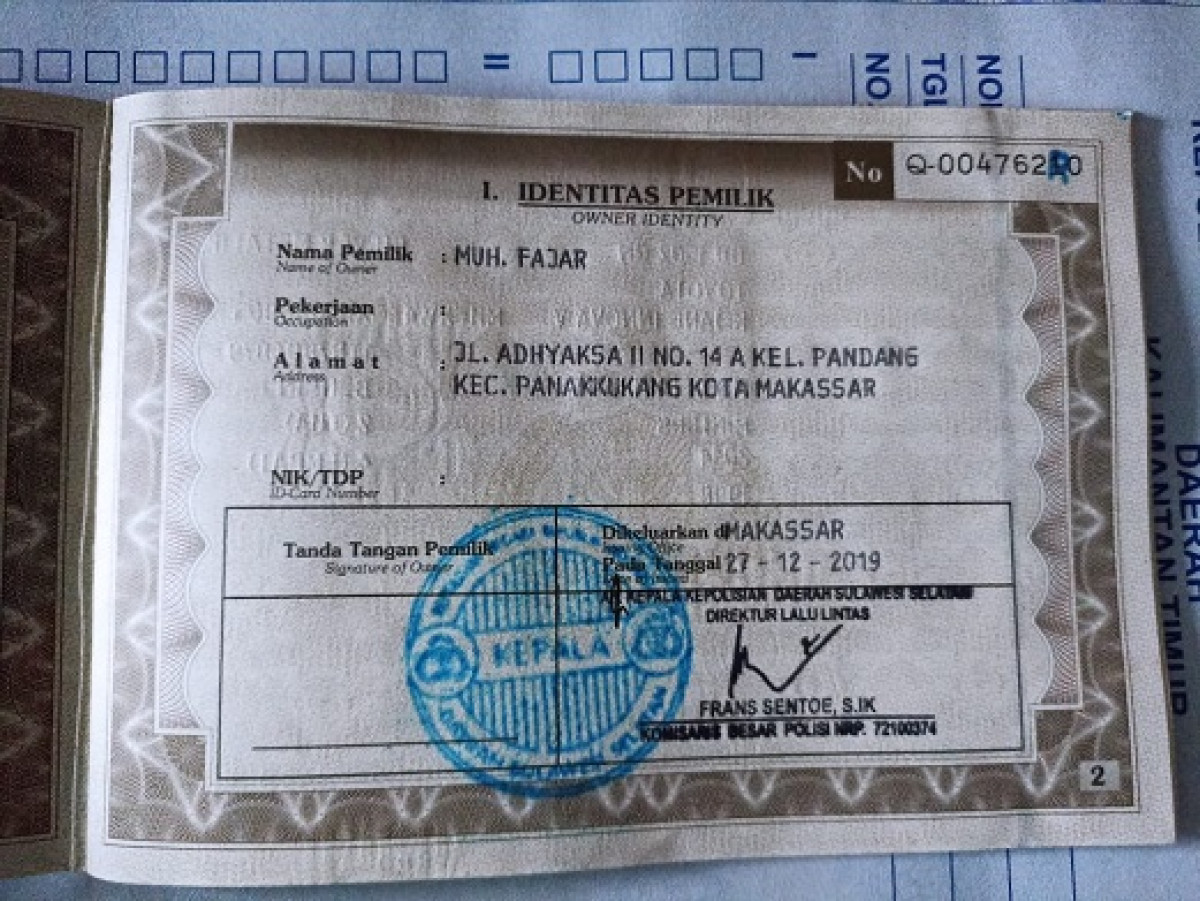 NO
TGL
NO.
No Q-004762 0
I. IDENTITAS PEMILIK
OWNER IDENTITY
Nama Pemilik : MUH. FAJAR
Name of Owner
Pekerjaan :
Occupation
Alamat : JL. ADHYAKSA II NO. 14 A KEL. PANDANG
Address
KEC. PANAKKUKANG KOTA MAKASSAR
NIK/TDP :
ID-Card Number
Tanda Tangan Pemilik
Signature of Owner
Dikeluarkan di MAKASSAR
Pada Tanggal 27 - 12 - 2019
KEPALA KEPOLISIAN DAERAH SULAWESI SELATAN
DIREKTUR LALU LINTAS
KEPALA
FRANS SENTOE, S.IK
KOMISARIS BESAR POLISI NRP. 72100374
2
DAERAH
KALIMANTAN TIMUR